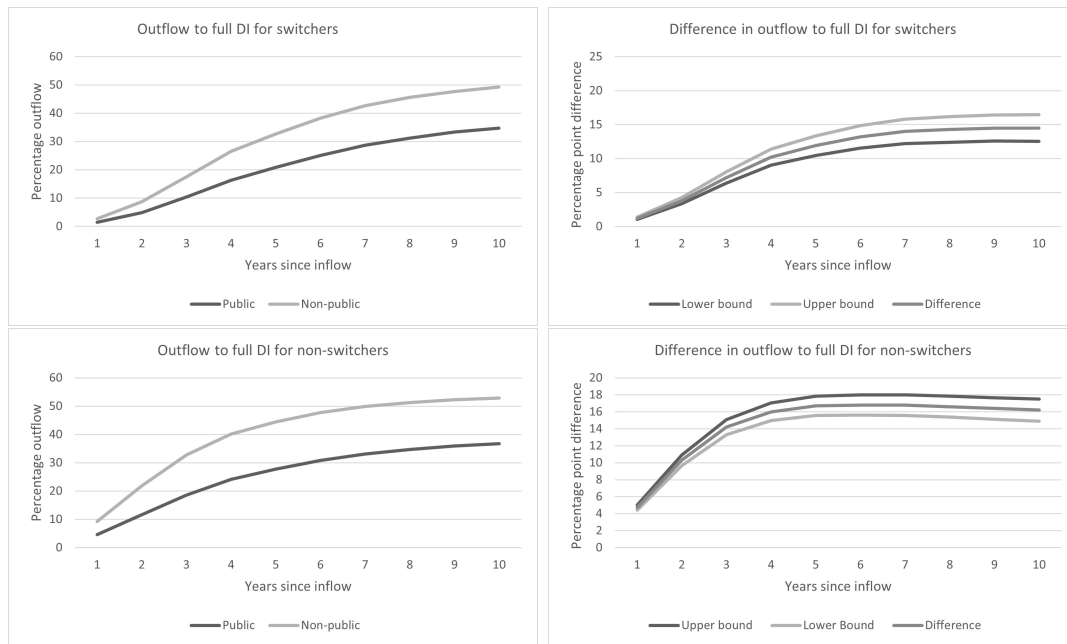 Outflow to full DI for switchers
Percentage outflow
60
50
40
30
20
10
0
1 2 3 4 5 6 7 8 9 10
Years since inflow
Public Non-public
Difference in outflow to full DI for switchers
Percentage point difference
25
20
15
10
5
0
1 2 3 4 5 6 7 8 9 10
Years since inflow
Lower bound Upper bound Difference
Outflow to full DI for non-switchers
Percentage outflow
60
50
40
30
20
10
0
1 2 3 4 5 6 7 8 9 10
Years since inflow
Public Non-public
Difference in outflow to full DI for non-switchers
Percentage point difference
20
18
16
14
12
10
8
6
4
2
0
1 2 3 4 5 6 7 8 9 10
Years since inflow
Upper bound Lower Bound Difference